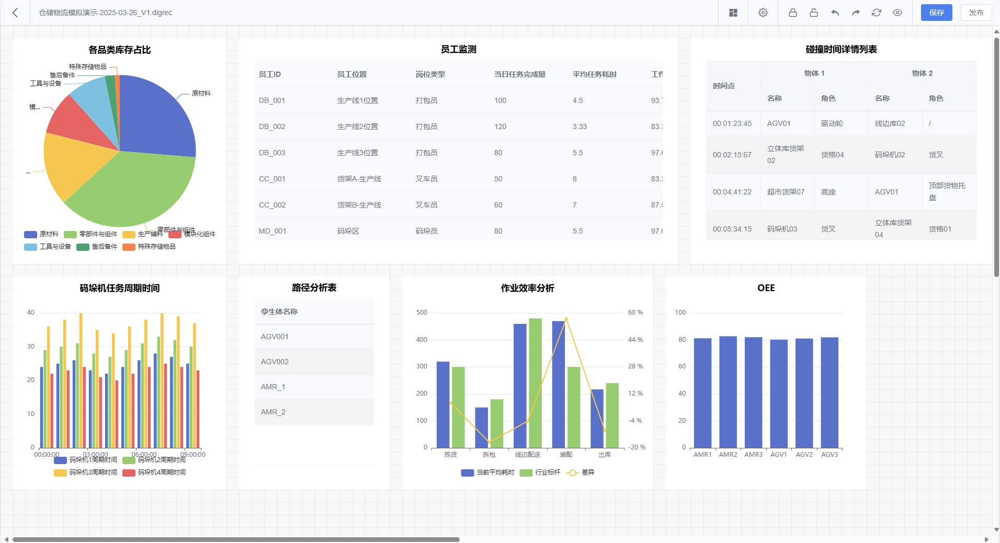 仓储物流模拟演示-2025-03-26_V1.digrec
保存
发布
各品类库存占比
特殊存储物品
售后备件
工具与设备
原材料
模...
...
零部件与组件
原材料 零部件与组件 生产辅料 模块化组件
工具与设备 售后备件 特殊存储物品
员工监测
员工ID 员工位置 岗位类型 当日任务完成量 平均任务耗时
DB_001 生产线1位置 打包员 100 4.5 93.
DB_002 生产线2位置 打包员 120 3.33 83.
DB_003 生产线3位置 打包员 80 5.5 97.
CC_001 货架A-生产线 叉车员 50 8 83.
CC_002 货架B-生产线 叉车员 60 7 87.
MD_001 码垛区 码垛员 80 5.5 97.
碰撞时间详情列表
时间点 物体 1 物体 2
名称 角色 名称 角色
00:01:23:45 AGV01 驱动轮 线边库02 /
00:02:15:67 立体库货架02 货格04 码垛机02 货叉
00:04:41:22 超市货架07 底座 AGV01 顶部货物托盘
00:05:34:15 码垛机03 货叉 立体库货架04 货格01
码垛机任务周期时间
40
30
20
10
0
00:00:00 03:00:00 06:00:00 09:00:00
码垛机1周期时间 码垛机2周期时间
码垛机3周期时间 码垛机4周期时间
路径分析表
孪生体名称
AGV001
AGV002
AMR_1
AMR_2
作业效率分析
500 60 %
400 44 %
300 28 %
200 12 %
100 -4 %
0 -20 %
拣货 拆包 线边配送 装配 出库
当前平均耗时 行业标杆 差异
OEE
100
80
60
40
20
0
AMR1 AMR2 AMR3 AGV1 AGV2 AGV3